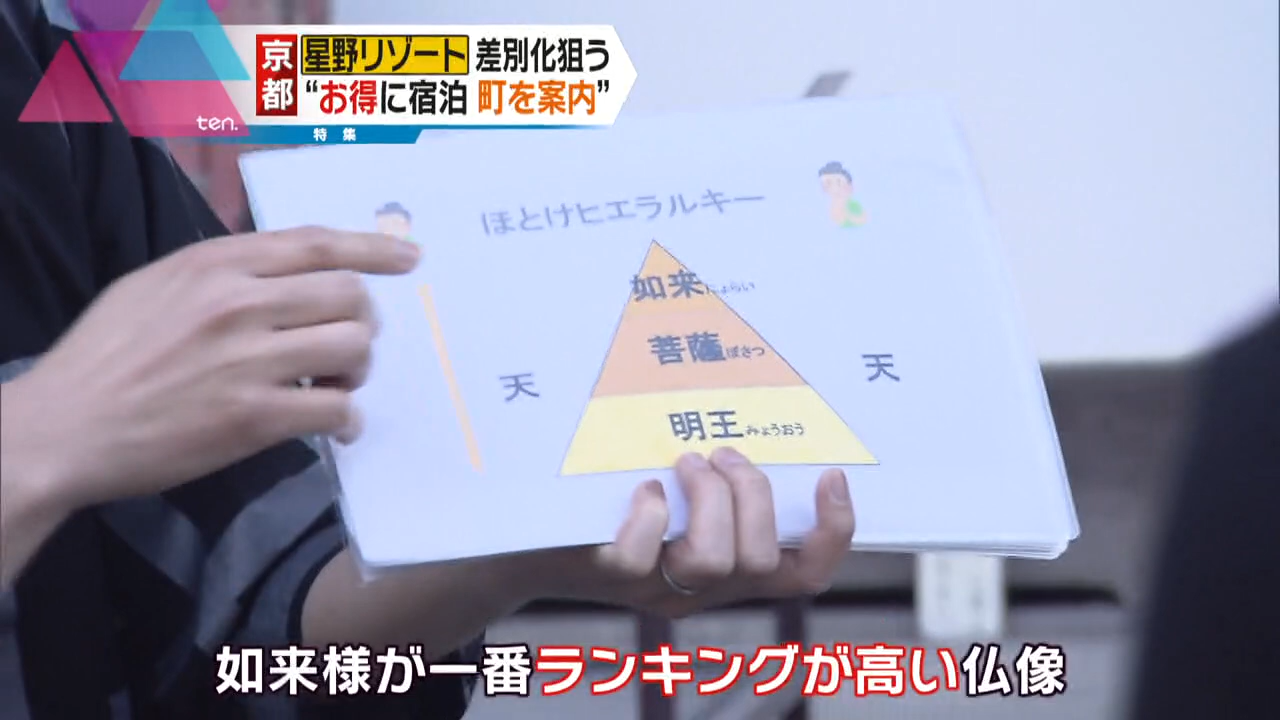 京都
星野リゾート 差別化狙う
“お得に宿泊 町を案内”
ten.
特集
ほとけヒエラルキー
如来にょらい
菩薩ぼさつ
天
天
明王みょうおう
如来様が一番ランキングが高い仏像